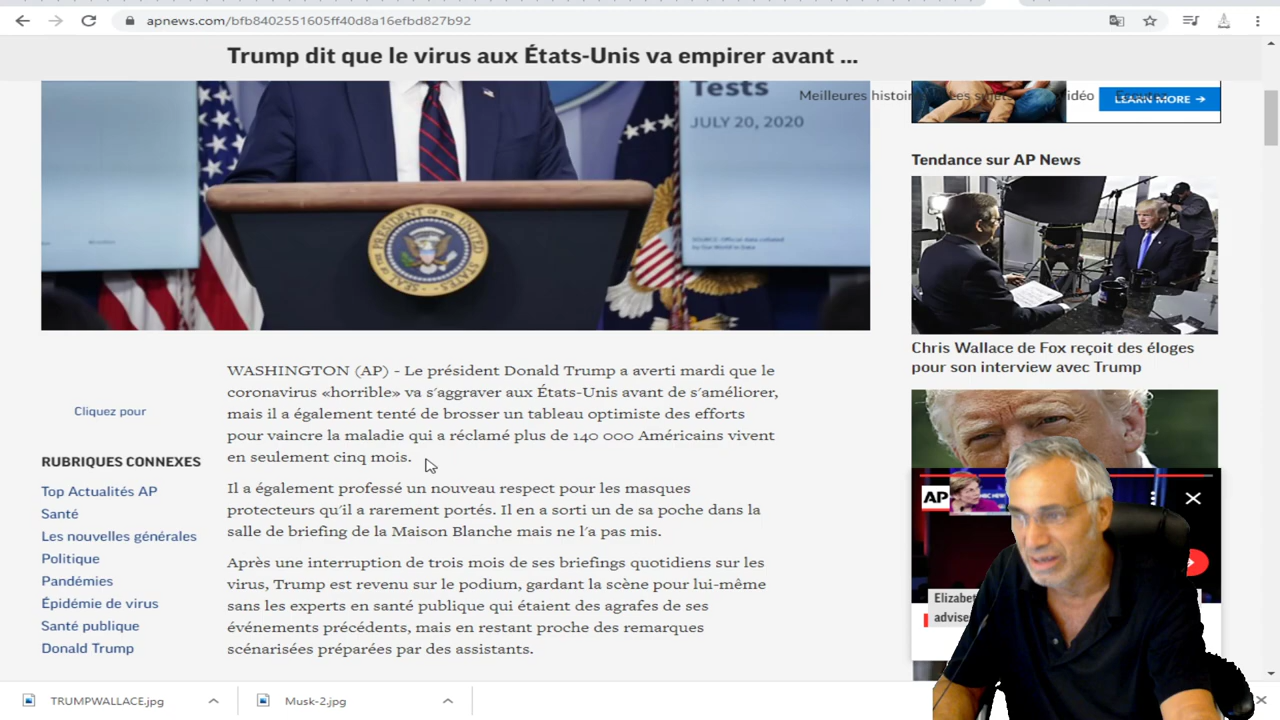 apnews.com/bfb8402551605ff40d8a16efbd827b92
Trump dit que le virus aux États-Unis va empirer avant ...
Tests
JULY 20, 2020
PRESIDENT OF THE UNITED STATES
Meilleures
LEARN MORE →
Tendance sur AP News
Chris Wallace de Fox reçoit des éloges
pour son interview avec Trump
WASHINGTON (AP) - Le président Donald Trump a averti mardi que le
coronavirus «horrible» va s'aggraver aux États-Unis avant de s'améliorer,
mais il a également tenté de brosser un tableau optimiste des efforts
pour vaincre la maladie qui a réclamé plus de 140 000 Américains vivent
en seulement cinq mois.
Il a également professé un nouveau respect pour les masques
protecteurs qu'il a rarement portés. Il en a sorti un de sa poche dans la
salle de briefing de la Maison Blanche mais ne l'a pas mis.
Après une interruption de trois mois de ses briefings quotidiens sur les
virus, Trump est revenu sur le podium, gardant la scène pour lui-même
sans les experts en santé publique qui étaient des agrafes de ses
événements précédents, mais en restant proche des remarques
scénarisées préparées par des assistants.
Cliquez pour
RUBRIQUES CONNEXES
Top Actualités AP
Santé
Les nouvelles générales
Politique
Pandémies
Épidémie de virus
Santé publique
Donald Trump
AP
TRUMPWALLACE.jpg
Musk-2.jpg